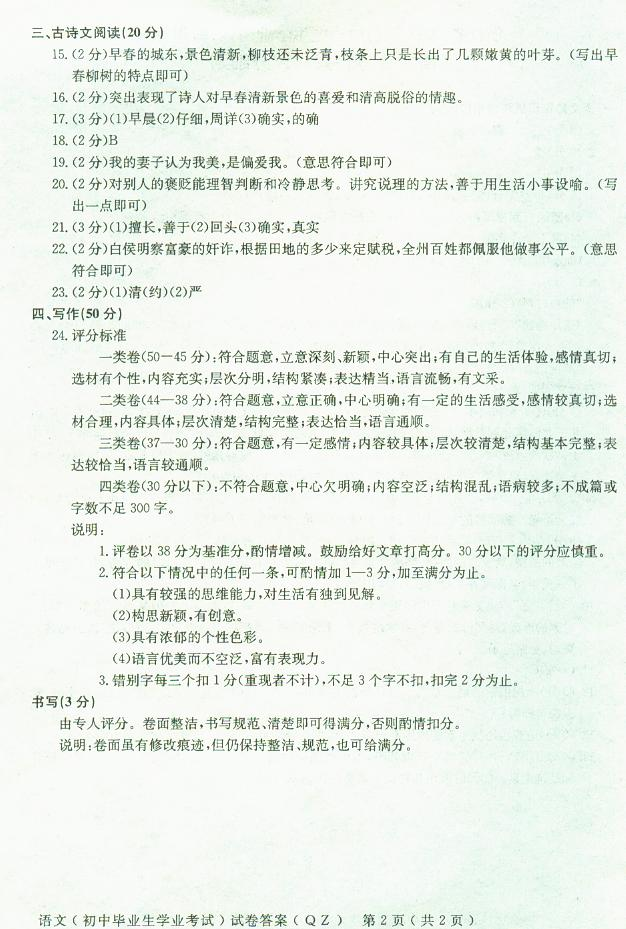 三、古诗文阅读(20 分)
15.(2 分)早春的城东,景色清新,柳枝还未泛青,枝条上只是长出了几颗嫩黄的叶芽。(写出早
春柳树的特点即可)
16.(2 分)突出表现了诗人对早春清新景色的喜爱和清高脱俗的情趣。
17.(3 分)(1)早晨(2)仔细,周详(3)确实,的确
18.(2 分)B
19.(2 分)我的妻子认为我美,是偏爱我。(意思符合即可)
20.(2 分)对别人的褒贬能理智判断和冷静思考。讲究说理的方法,善于用生活小事设喻。(写
出一点即可)
21.(3 分)(1)擅长,善于(2)回头(3)确实,真实
22.(2 分)白侯明察富豪的奸诈,根据田地的多少来定赋税,全州百姓都佩服他做事公平。(意思
符合即可)
23.(2 分)(1)清(约)(2)严
四、写作(50 分)
24.评分标准
一类卷(50—45 分):符合题意,立意深刻、新颖,中心突出;有自己的生活体验,感情真切;
选材有个性,内容充实;层次分明,结构紧凑;表达精当,语言流畅,有文采。
二类卷(44—38 分):符合题意,立意正确,中心明确;有一定的生活感受,感情较真切;选
材合理,内容具体;层次清楚,结构完整;表达恰当,语言通顺。
三类卷(37—30 分):符合题意,有一定感情;内容较具体;层次较清楚,结构基本完整;表
达较恰当,语言较通顺。
四类卷(30 分以下):不符合题意,中心欠明确;内容空泛;结构混乱;语病较多;不成篇或
字数不足 300 字。
说明:
1.评卷以 38 分为基准分,酌情增减。鼓励给好文章打高分。30 分以下的评分应慎重。
2.符合以下情况中的任何一条,可酌情加 1—3 分,加至满分为止。
(1)具有较强的思维能力,对生活有独到见解。
(2)构思新颖,有创意。
(3)具有浓郁的个性色彩。
(4)语言优美而不空泛,富有表现力。
3.错别字每三个扣 1 分(重现者不计),不足 3 个字不扣,扣完 2 分为止。
书写(3 分)
由专人评分。卷面整洁,书写规范、清楚即可得满分,否则酌情扣分。
说明:卷面虽有修改痕迹,但仍保持整洁、规范,也可给满分。
语文(初中毕业生学业考试)试卷答案(QZ) 第 2 页(共 2 页)